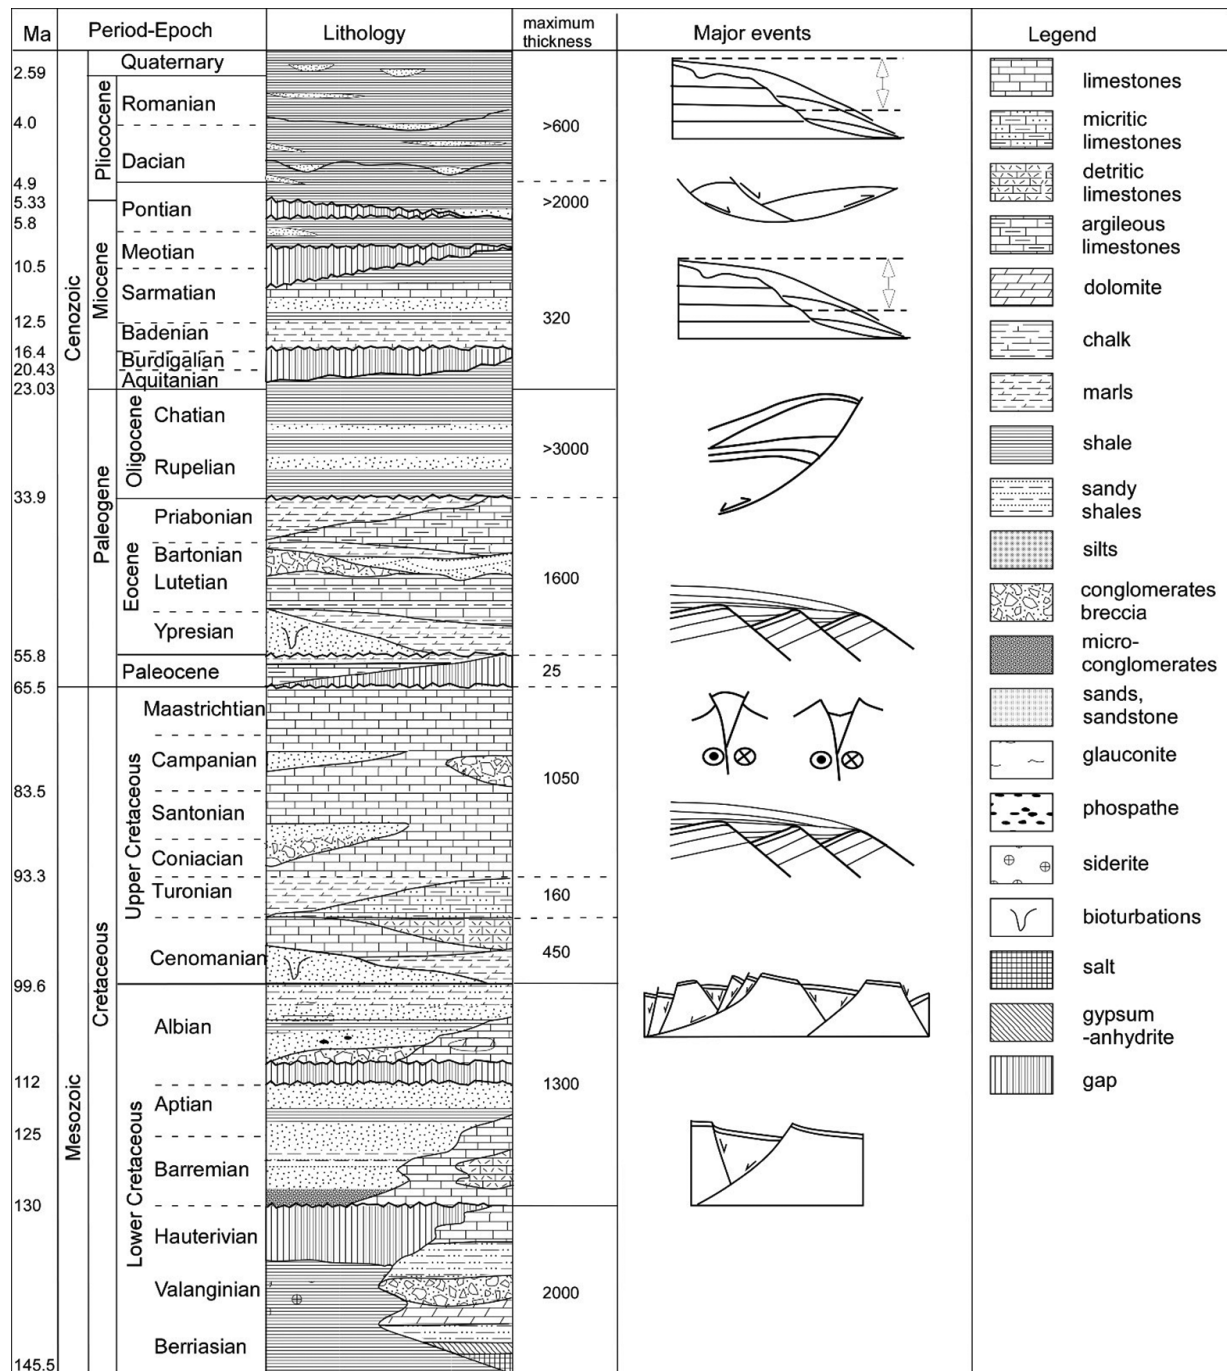 Ma
Period-Epoch
Lithology
maximum
thickness
Major events
Legend
2.59
4.0
4.9
5.33
5.8
10.5
12.5
16.4
20.43
23.03
33.9
55.8
65.5
83.5
93.3
99.6
112
125
130
145.5
Cenozoic
Mesozoic
Pliococene
Miocene
Paleogene
Oligocene
Eocene
Cretaceous
Upper Cretaceous
Lower Cretaceous
Quaternary
Romanian
Dacian
Pontian
Meotian
Sarmatian
Badenian
Burdigalian
Aquitanian
Chatian
Rupelian
Priabonian
Bartonian
Lutetian
Ypresian
Paleocene
Maastrichtian
Campanian
Santonian
Coniacian
Turonian
Cenomanian
Albian
Aptian
Barremian
Hauterivian
Valanginian
Berriasian
>600
>2000
320
>3000
1600
25
1050
160
450
1300
2000
limestones
micritic
limestones
detritic
limestones
argileous
limestones
dolomite
chalk
marls
shale
sandy
shales
silts
conglomerates
breccia
micro-
conglomerates
sands,
sandstone
glauconite
phospathe
siderite
bioturbations
salt
gypsum
-anhydrite
gap